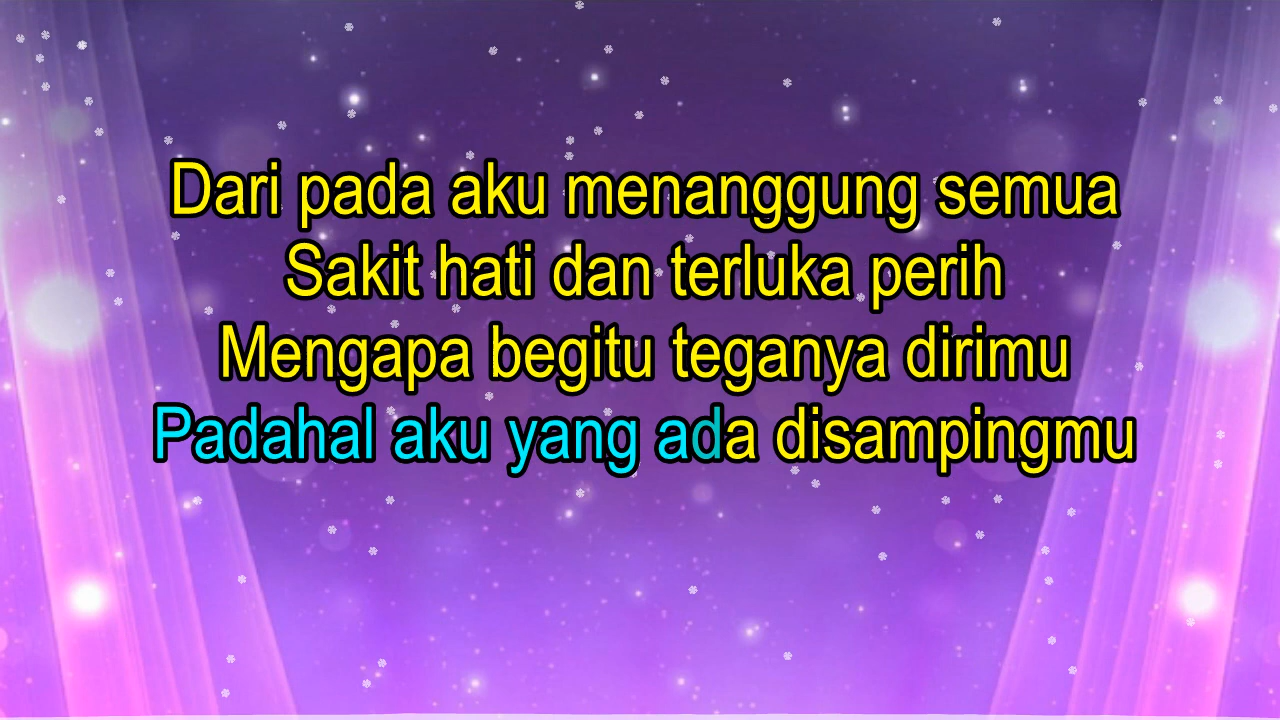 Dari pada aku menanggung semua
Sakit hati dan terluka perih
Mengapa begitu teganya dirimu
Padahal aku yang ada disampingmu